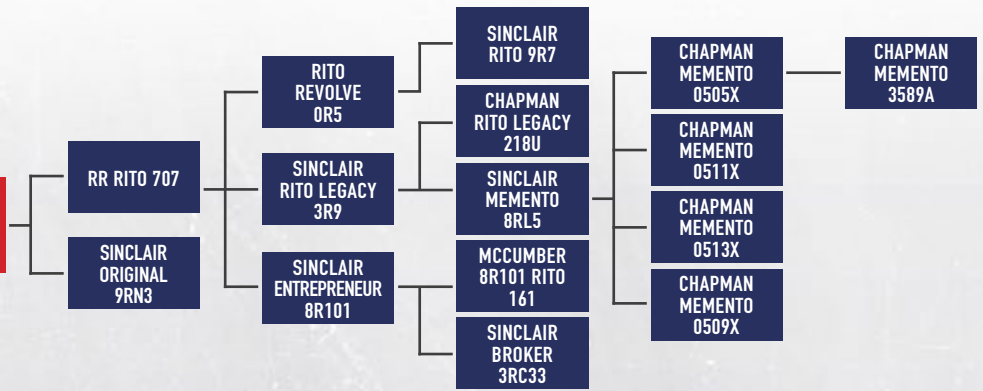 RR RITO 707
SINCLAIR
ORIGINAL
9RN3
RITO
REVOLVE
0R5
SINCLAIR
RITO LEGACY
3R9
SINCLAIR
ENTREPRENEUR
8R101
SINCLAIR
RITO 9R7
CHAPMAN
RITO LEGACY
218U
SINCLAIR
MEMENTO
8RL5
MCCUMBER
8R101 RITO
161
SINCLAIR
BROKER
3RC33
CHAPMAN
MEMENTO
0505X
CHAPMAN
MEMENTO
0511X
CHAPMAN
MEMENTO
0513X
CHAPMAN
MEMENTO
0509X
CHAPMAN
MEMENTO
3589A